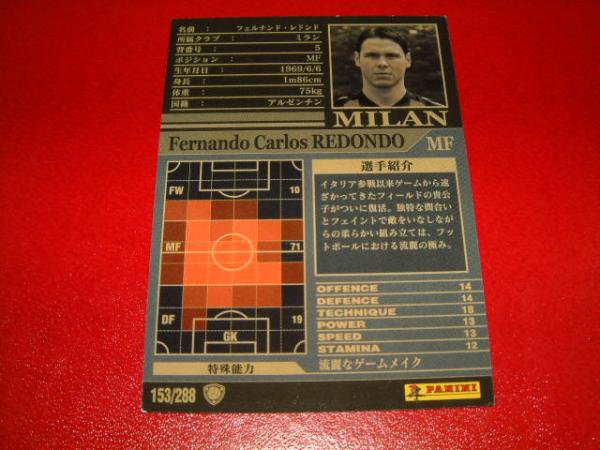 名前 ： フェルナンド・レドンド
所属クラブ ： ミラン
背番号 ： 5
ポジション ： MF
生年月日 ： 1969/6/6
身長 ： 1m86cm
体重 ： 75kg
国籍 ： アルゼンチン
MILAN
Fernando Carlos REDONDO MF
FW 10
MF 71
DF 19
GK
選手紹介
イタリア参戦以来ゲームから遠
ざかってきたフィールドの貴公
子がついに復活。独特な間合い
とフェイントで敵をいなしなが
らの柔らかい組み立ては、フッ
トボールにおける流麗の極み。
OFFENCE 14
DEFENCE 14
TECHNIQUE 18
POWER 13
SPEED 13
STAMINA 12
特殊能力 流麗なゲームメイク
153/288
PANINI